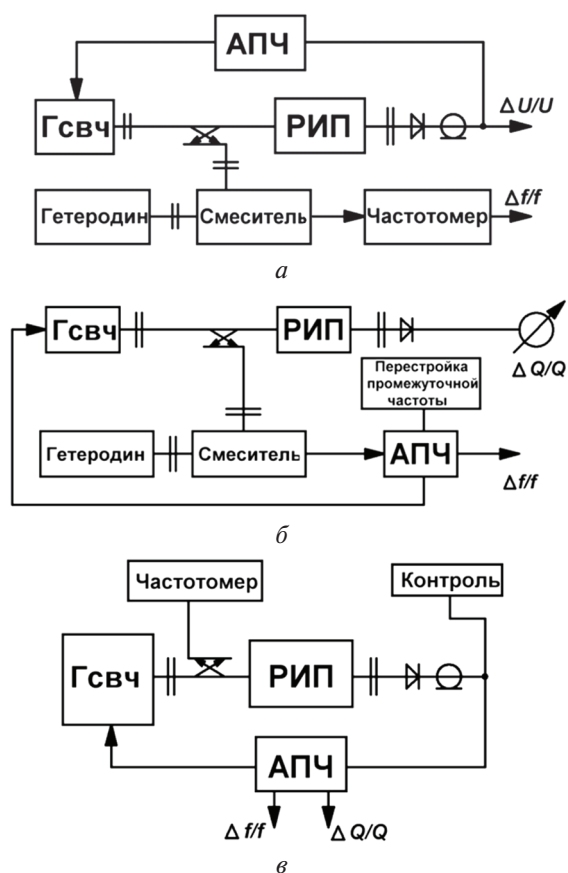 АПЧ
ΔU/U
Гсвч
РИП
Гетеродин
Смеситель
Частотомер
Δf/f
а
Гсвч
РИП
ΔQ/Q
Перестройка
промежуточной
частоты
Гетеродин
Смеситель
АПЧ
Δf/f
б
Частотомер
Контроль
Гсвч
РИП
АПЧ
Δf/f
ΔQ/Q
в